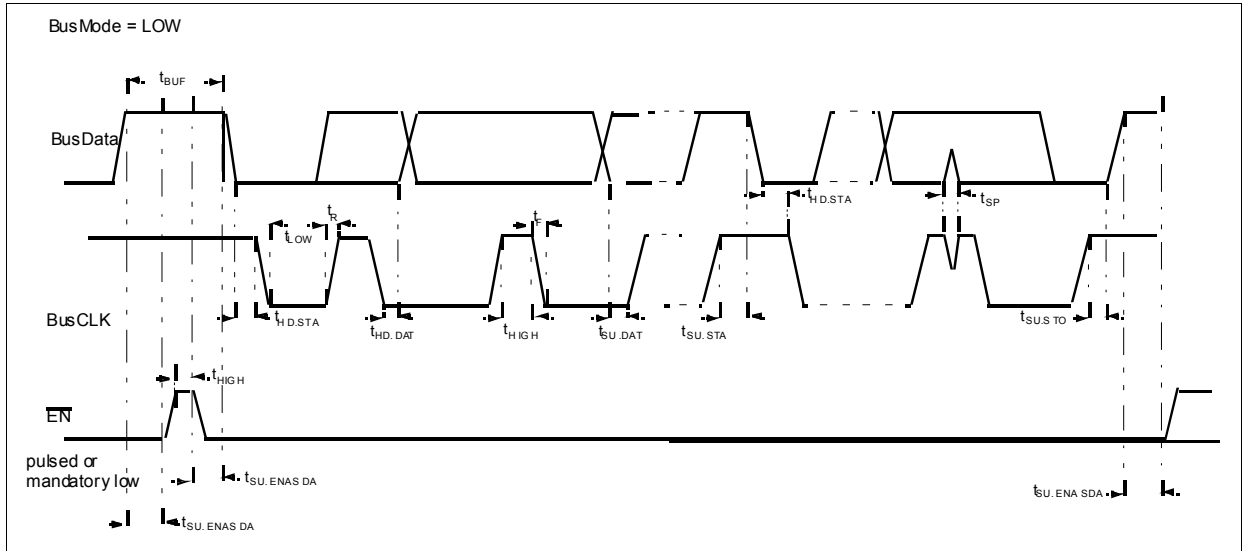 BusMode = LOW
tBUF
BusData
tHD.STA
tSP
tR
tLOW
tF
BusCLK
tHD.STA
tHD.DAT
tHIGH
tSU.DAT
tSU.STA
tSU.STO
tHIGH
EN
pulsed or
mandatory low
tSU.ENASDA
tSU.ENASDA
tSU.ENASDA